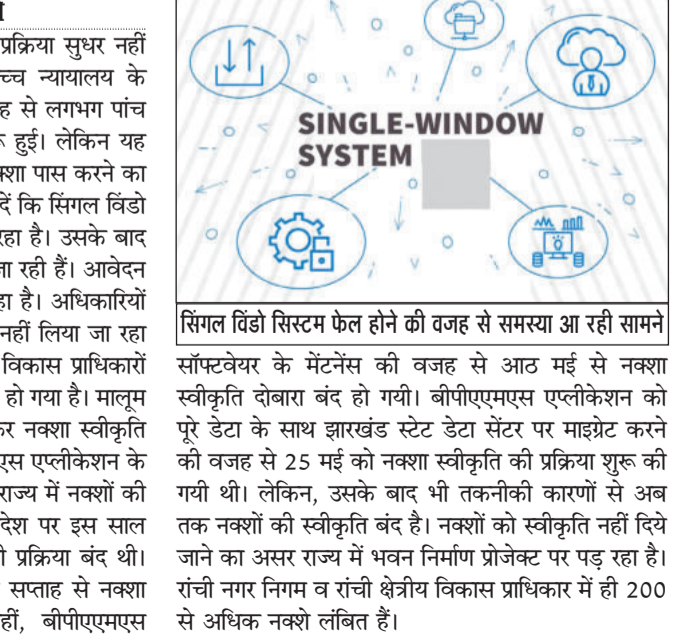 प्रक्रिया सुधर नहीं
न्यायालय के
से लगभग पांच
हुई। लेकिन यह
पास करने का
दें कि सिंगल विंडो
रहा है। उसके बाद
जा रही हैं। आवेदन
है। अधिकारियों
नहीं लिया जा रहा
विकास प्राधिकारों
हो गया है। मालूम
नक्शा स्वीकृति
एप्लीकेशन के
राज्य में नक्शों की
पर इस साल
प्रक्रिया बंद थी।
सप्ताह से नक्शा
बीपीएएमएस
SINGLE-WINDOW
SYSTEM
सिंगल विंडो सिस्टम फेल होने की वजह से समस्या आ रही सामने
सॉफ्टवेयर के मेंटनेंस की वजह से आठ मई से नक्शा
स्वीकृति दोबारा बंद हो गयी। बीपीएएमएस एप्लीकेशन को
पूरे डेटा के साथ झारखंड स्टेट डेटा सेंटर पर माइग्रेट करने
की वजह से 25 मई को नक्शा स्वीकृति की प्रक्रिया शुरू की
गयी थी। लेकिन, उसके बाद भी तकनीकी कारणों से अब
तक नक्शों की स्वीकृति बंद है। नक्शों को स्वीकृति नहीं दिये
जाने का असर राज्य में भवन निर्माण प्रोजेक्ट पर पड़ रहा है।
रांची नगर निगम व रांची क्षेत्रीय विकास प्राधिकार में ही 200
से अधिक नक्शे लंबित हैं।